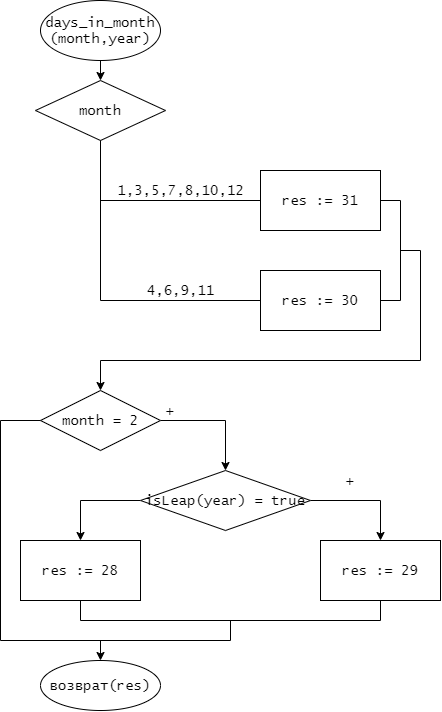 days_in_month
(month,year)
month
1,3,5,7,8,10,12
res := 31
4,6,9,11
res := 30
month = 2
+
isLeap(year) = true
+
res := 28
res := 29
возврат(res)